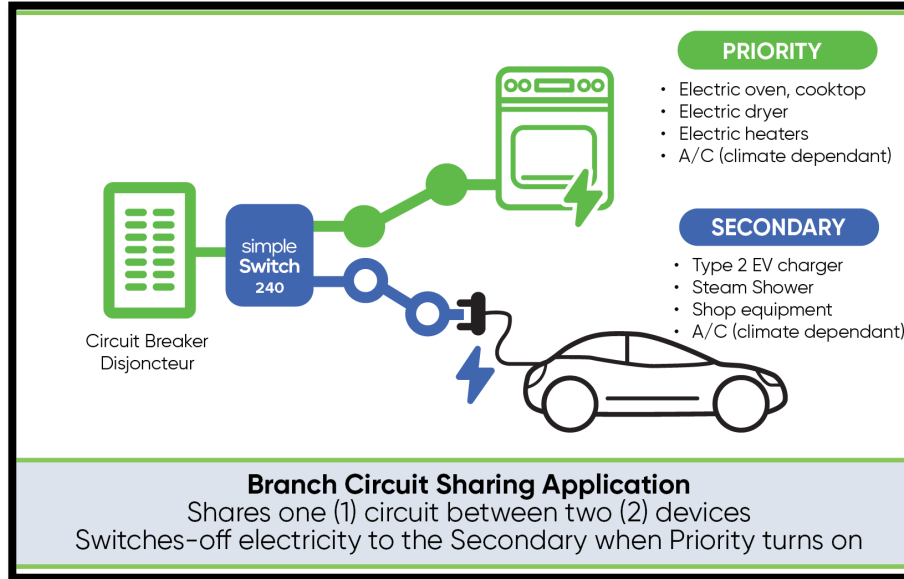 PRIORITY
• Electric oven, cooktop
• Electric dryer
• Electric heaters
• A/C (climate dependant)
simple
Switch
240
SECONDARY
• Type 2 EV charger
• Steam Shower
• Shop equipment
• A/C (climate dependant)
Circuit Breaker
Disjoncteur
Branch Circuit Sharing Application
Shares one (1) circuit between two (2) devices
Switches-off electricity to the Secondary when Priority turns on